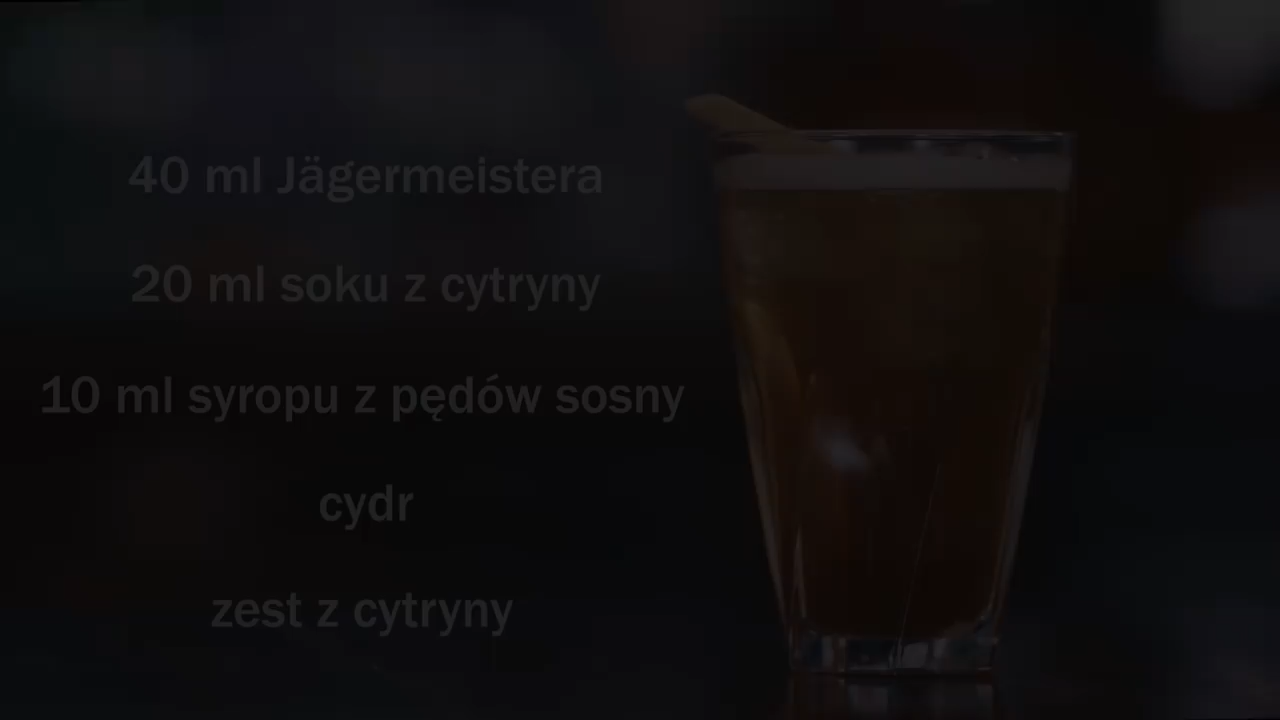 40 ml Jägermeistera
20 ml soku z cytryny
10 ml syropu z pędów sosny
cydr
zest z cytryny